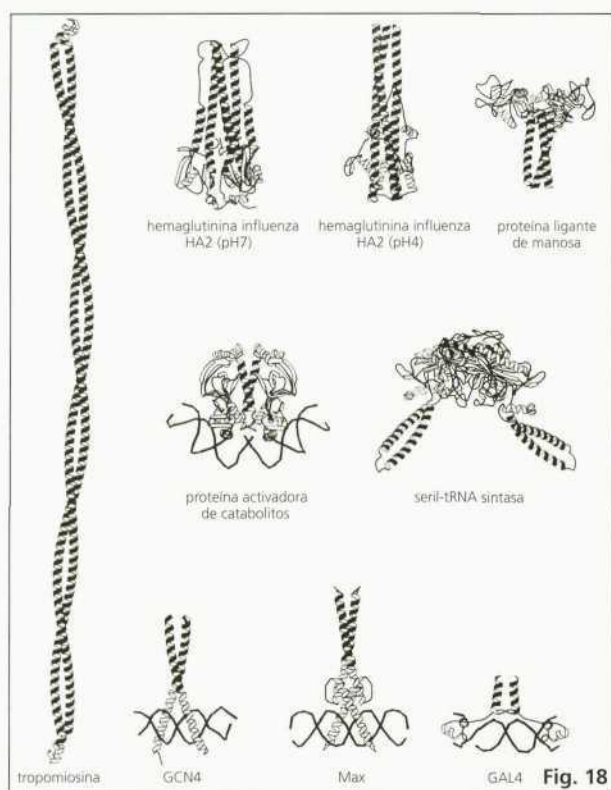 hemaglutinina influenza
HA2 (pH7)
hemaglutinina influenza
HA2 (pH4)
proteína ligante
de manosa
proteína activadora
de catabolitos
seril-tRNA sintasa
tropomiosina
GCN4
Max
GAL4
Fig. 18